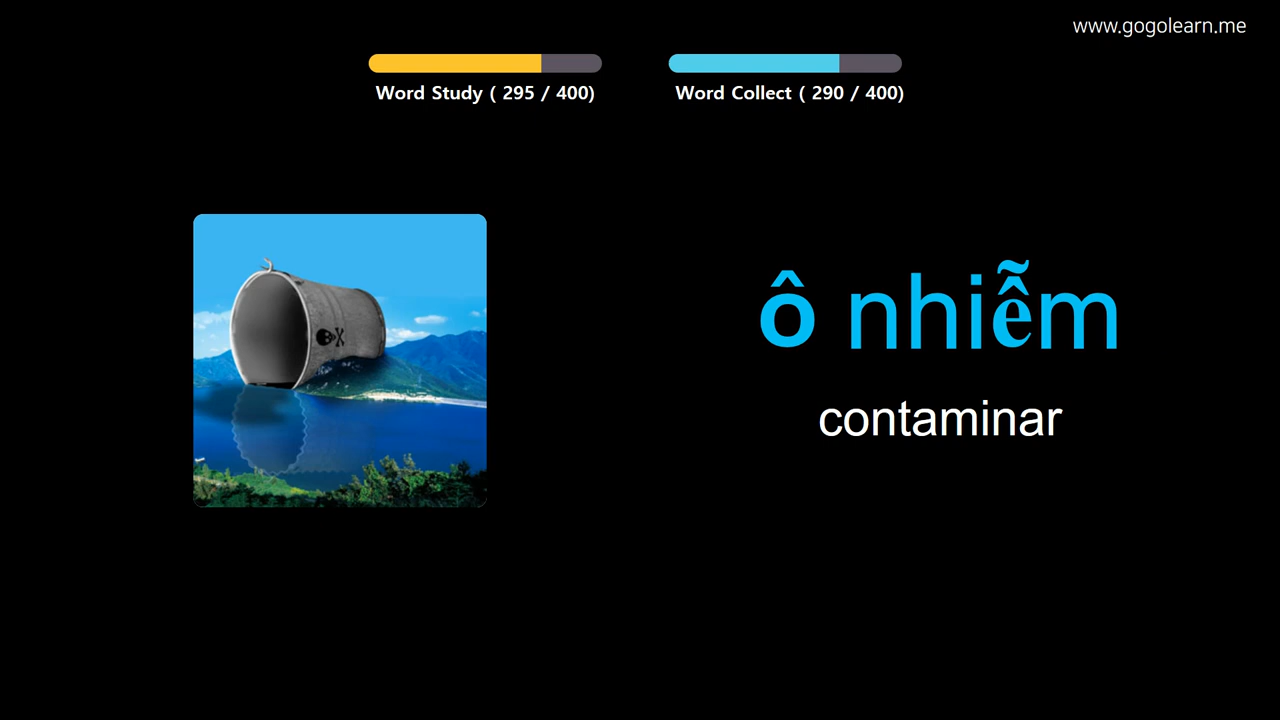 www.gogolearn.me
Word Study ( 295 / 400)
Word Collect ( 290 / 400)
ô nhiễm
contaminar